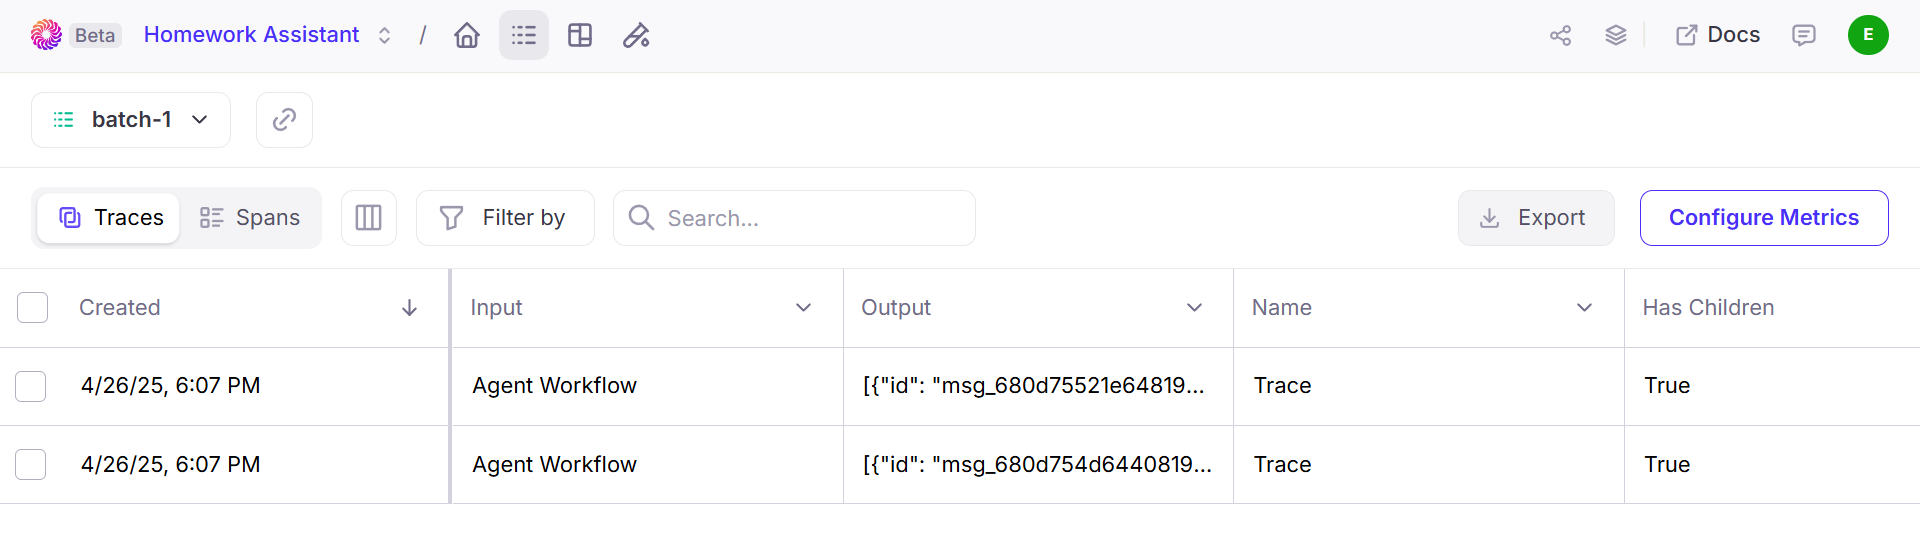 Beta Homework Assistant / Docs E
batch-1
Traces Spans Filter by Search... Export Configure Metrics
Created Input Output Name Has Children
4/26/25, 6:07 PM Agent Workflow [{"id": "msg_680d75521e64819... Trace True
4/26/25, 6:07 PM Agent Workflow [{"id": "msg_680d754d6440819... Trace True